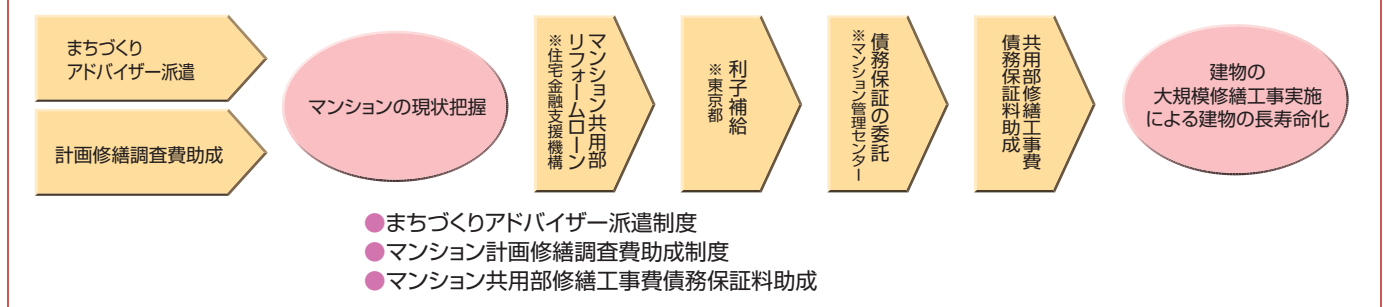 まちづくり
アドバイザー派遣
計画修繕調査費助成
マンションの現状把握
マンション共用部
リフォームローン
※住宅金融支援機構
利子補給
※東京都
債務保証の委託
※マンション管理センター
共用部修繕工事費
債務保証料助成
建物の
大規模修繕工事実施
による建物の長寿命化
●まちづくりアドバイザー派遣制度
●マンション計画修繕調査費助成制度
●マンション共用部修繕工事費債務保証料助成